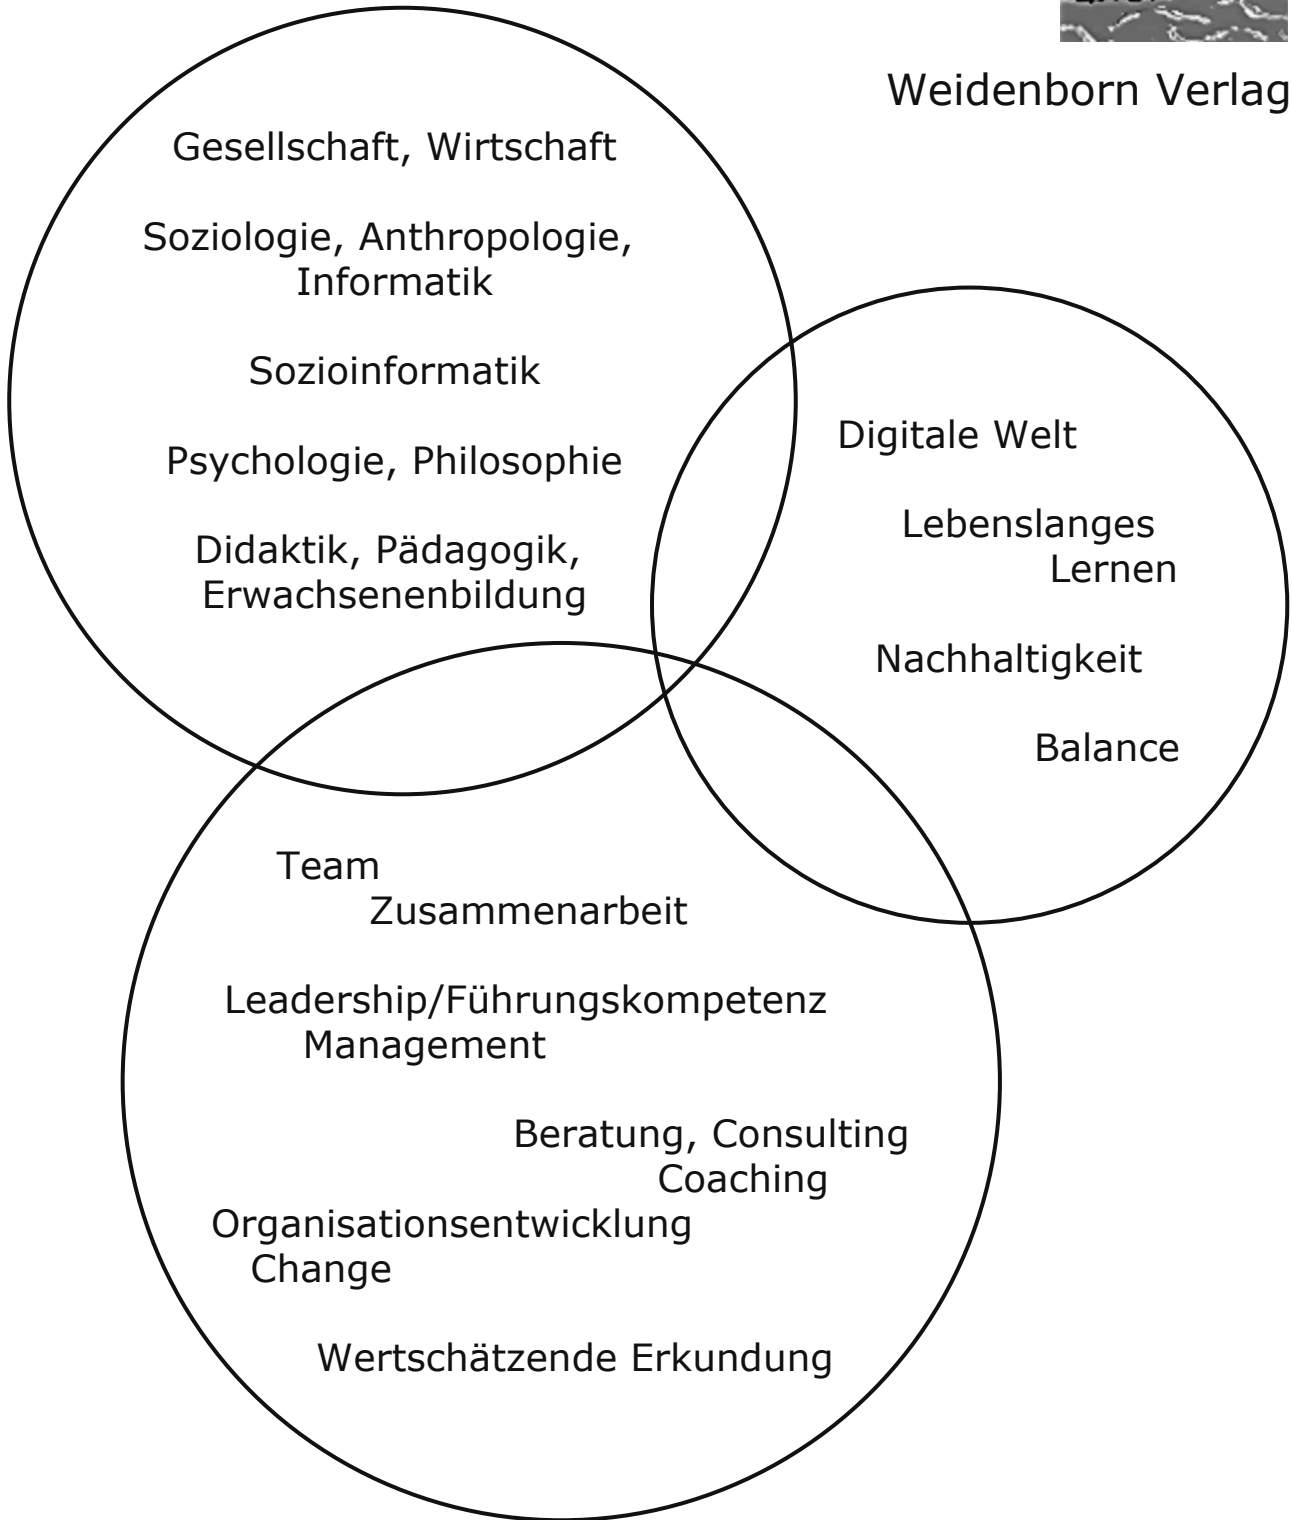 Weidenborn Verlag
Gesellschaft, Wirtschaft
Soziologie, Anthropologie,
Informatik
Sozioinformatik
Psychologie, Philosophie
Didaktik, Pädagogik,
Erwachsenenbildung
Digitale Welt
Lebenslanges
Lernen
Nachhaltigkeit
Balance
Team
Zusammenarbeit
Leadership/Führungskompetenz
Management
Beratung, Consulting
Coaching
Organisationsentwicklung
Change
Wertschätzende Erkundung